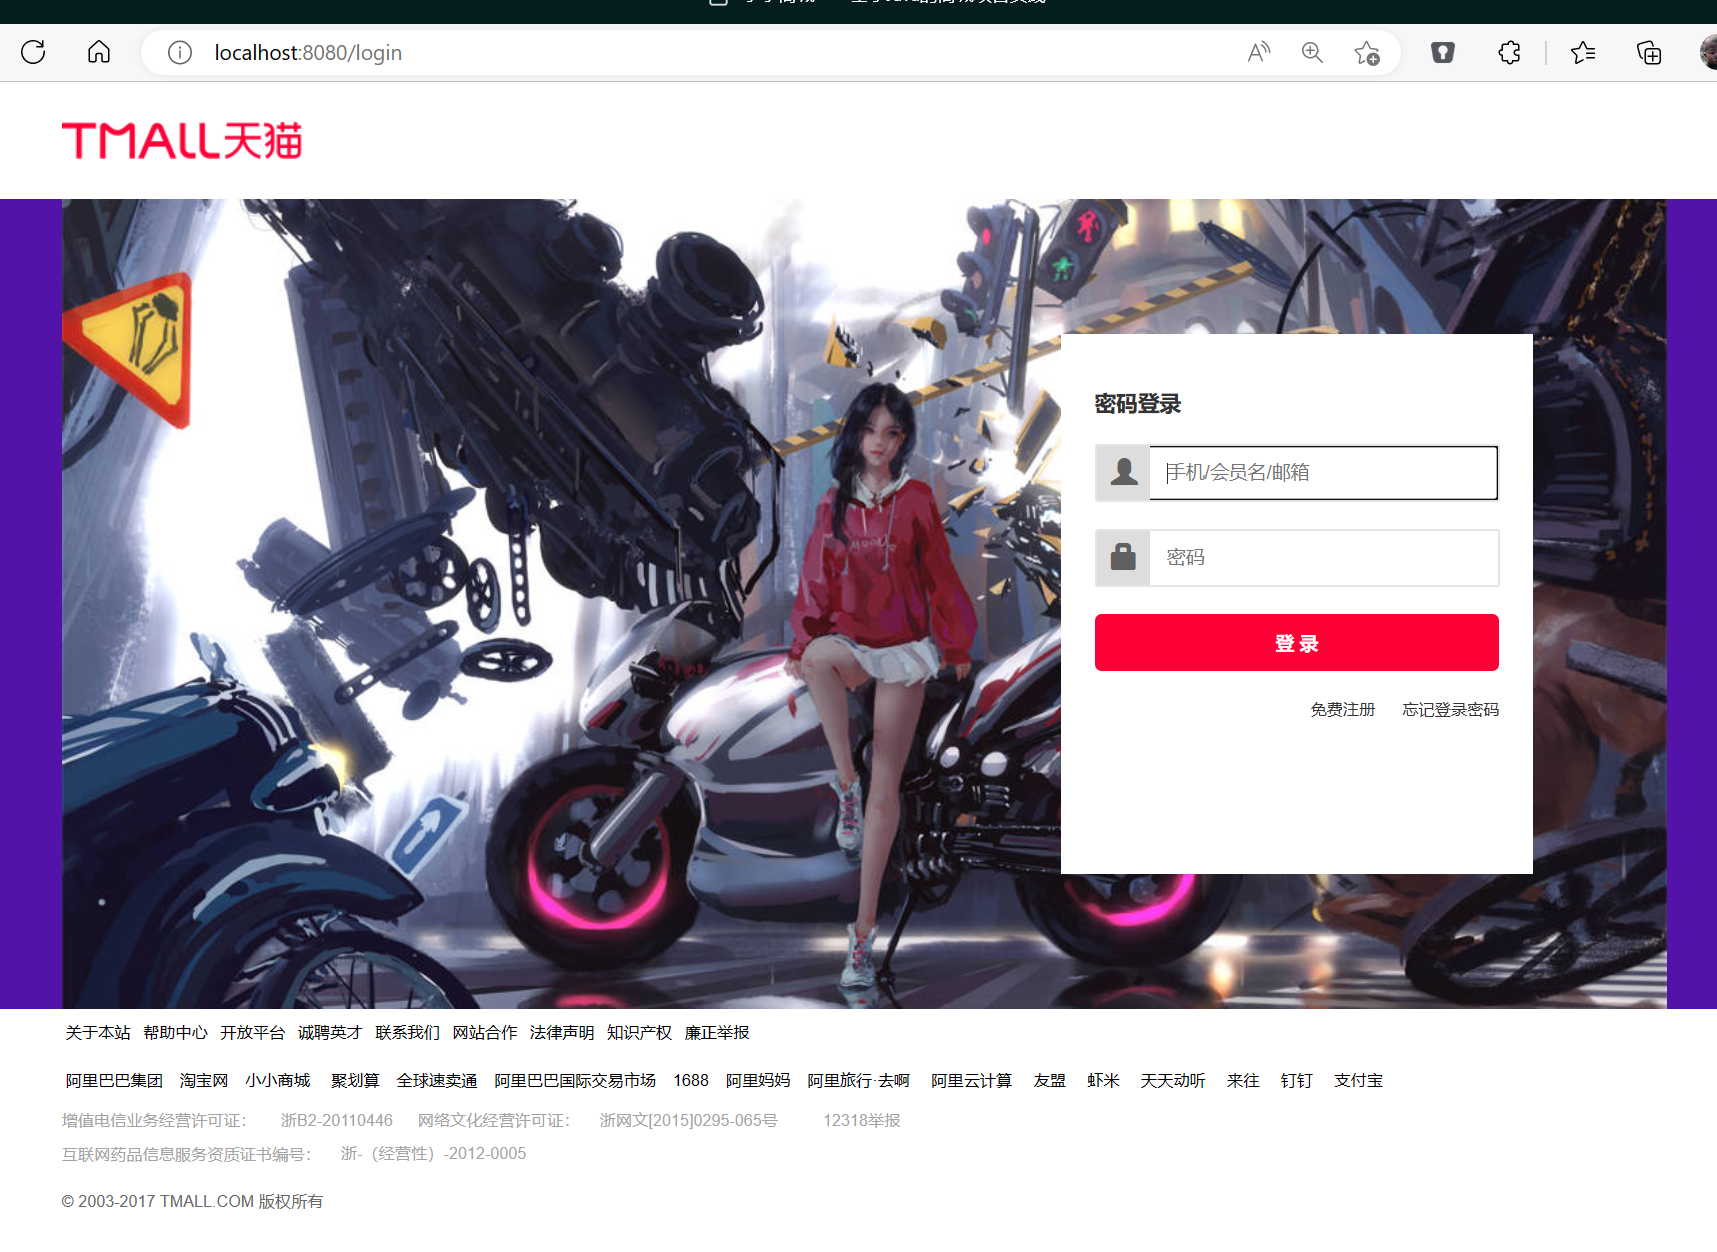 localhost:8080/login
TMALL天猫
MOONG
密码登录
手机/会员名/邮箱
密码
登 录
免费注册 忘记登录密码
关于本站 帮助中心 开放平台 诚聘英才 联系我们 网站合作 法律声明 知识产权 廉正举报
阿里巴巴集团 淘宝网 小小商城 聚划算 全球速卖通 阿里巴巴国际交易市场 1688 阿里妈妈 阿里旅行·去啊 阿里云计算 友盟 虾米 天天动听 来往 钉钉 支付宝
增值电信业务经营许可证: 浙B2-20110446 网络文化经营许可证: 浙网文[2015]0295-065号 12318举报
互联网药品信息服务资质证书编号: 浙-（经营性）-2012-0005
© 2003-2017 TMALL.COM 版权所有